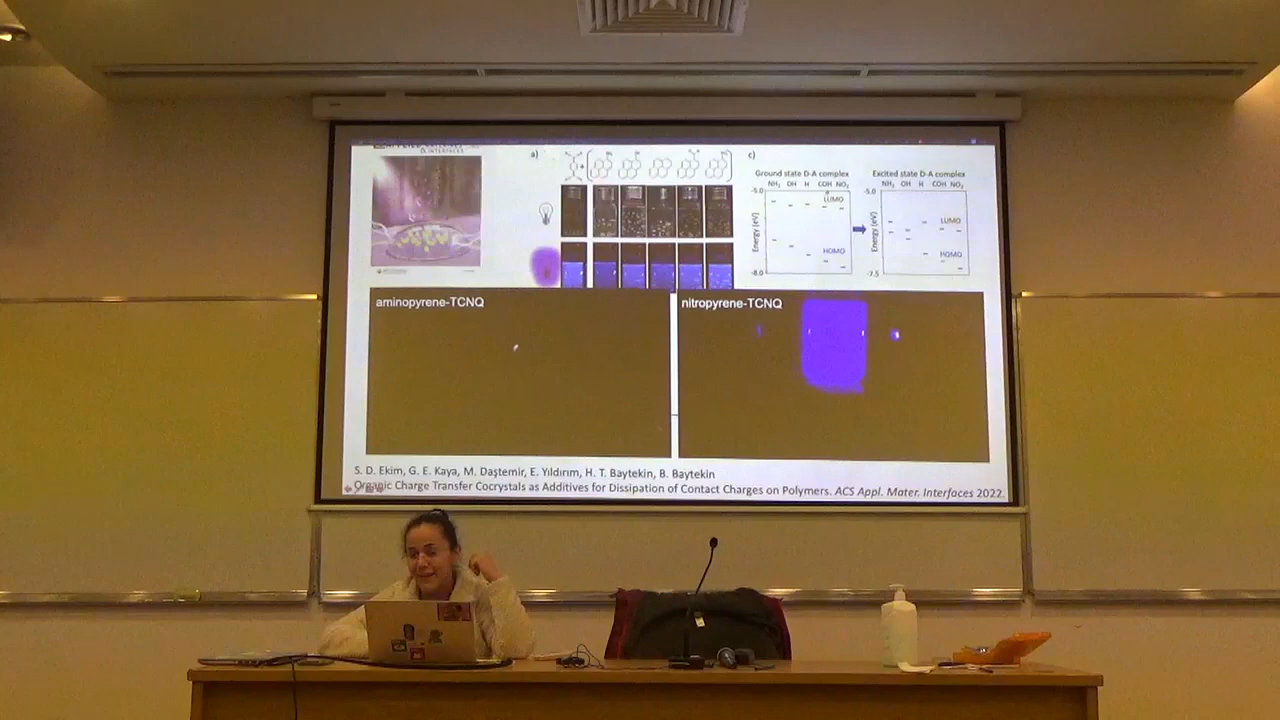 & INTERFACES
a)
c)
Ground state D-A complex
NH₂ OH H COH NO₂
-5.0
LUMO
Energy (eV)
HOMO
-8.0
Excited state D-A complex
NH₂ OH H COH NO₂
-5.0
LUMO
Energy (eV)
HOMO
-7.5
aminopyrene-TCNQ
nitropyrene-TCNQ
S. D. Ekim, G. E. Kaya, M. Daştemir, E. Yıldırım, H. T. Baytekin, B. Baytekin
Organic Charge Transfer Cocrystals as Additives for Dissipation of Contact Charges on Polymers. ACS Appl. Mater. Interfaces 2022.